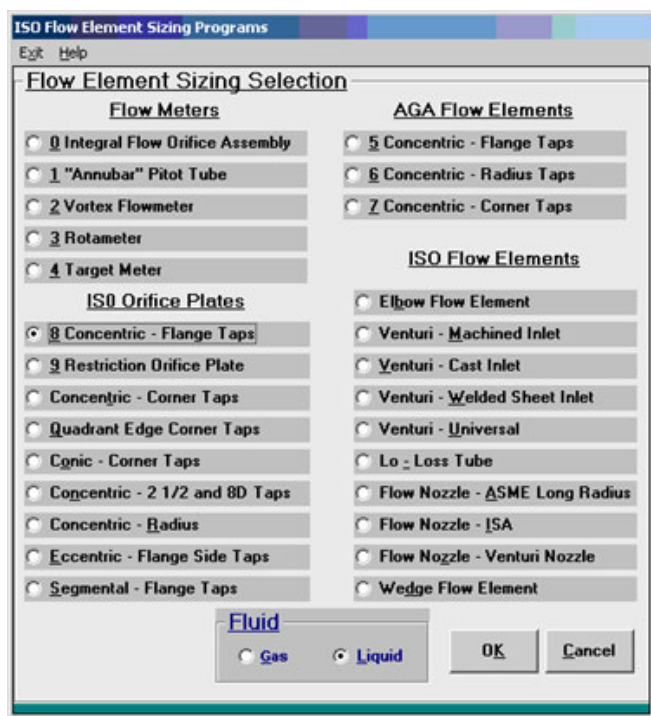 ISO Flow Element Sizing Programs
Exit Help
Flow Element Sizing Selection
Flow Meters
0 Integral Flow Orifice Assembly
1 "Annubar" Pitot Tube
2 Vortex Flowmeter
3 Rotameter
4 Target Meter
IS0 Orifice Plates
8 Concentric - Flange Taps
9 Restriction Orifice Plate
Concentric - Corner Taps
Quadrant Edge Corner Taps
Conic - Corner Taps
Concentric - 2 1/2 and 8D Taps
Concentric - Radius
Eccentric - Flange Side Taps
Segmental - Flange Taps
AGA Flow Elements
5 Concentric - Flange Taps
6 Concentric - Radius Taps
7 Concentric - Corner Taps
ISO Flow Elements
Elbow Flow Element
Venturi - Machined Inlet
Venturi - Cast Inlet
Venturi - Welded Sheet Inlet
Venturi - Universal
Lo - Loss Tube
Flow Nozzle - ASME Long Radius
Flow Nozzle - ISA
Flow Nozzle - Venturi Nozzle
Wedge Flow Element
Fluid
Gas Liquid
OK Cancel